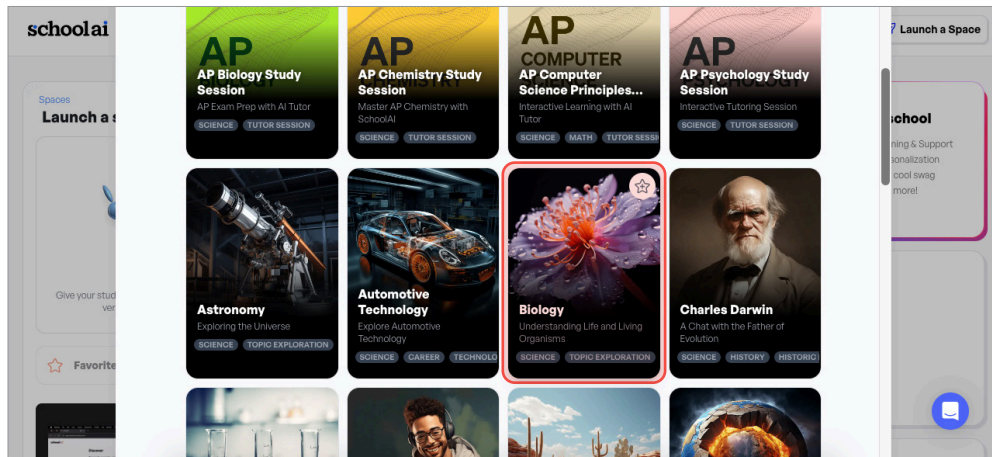 schoolai
Launch a Space
Spaces
Launch a s
AP
AP Biology Study
Session
AP Exam Prep with AI Tutor
SCIENCE TUTOR SESSION
AP
AP Chemistry Study
Session
Master AP Chemistry with
SchoolAI
SCIENCE TUTOR SESSION
AP
COMPUTER
AP Computer
Science Principles...
Interactive Learning with AI
Tutor
SCIENCE MATH TUTOR SESSI
AP
AP Psychology Study
Session
Interactive Tutoring Session
SCIENCE TUTOR SESSION
chool
ning & Support
sonalization
cool swag
more!
Give your stud
ver
Astronomy
Exploring the Universe
SCIENCE TOPIC EXPLORATION
Automotive
Technology
Explore Automotive
Technology
SCIENCE CAREER TECHNOLO
Biology
Understanding Life and Living
Organisms
SCIENCE TOPIC EXPLORATION
Charles Darwin
A Chat with the Father of
Evolution
SCIENCE HISTORY HISTORIC
Favorite